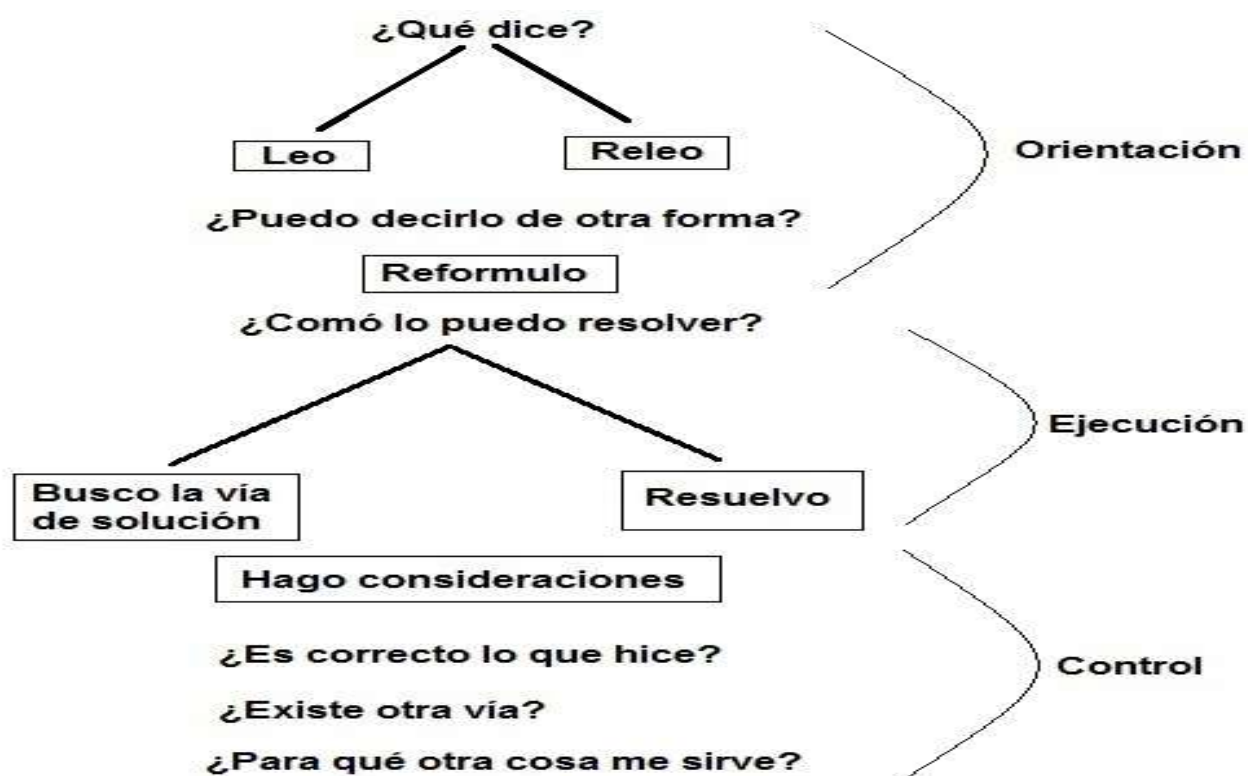 ¿Qué dice?
Leo
Releo
Orientación
¿Puedo decirlo de otra forma?
Reformulo
¿Comó lo puedo resolver?
Ejecución
Busco la vía
de solución
Resuelvo
Hago consideraciones
¿Es correcto lo que hice?
Control
¿Existe otra vía?
¿Para qué otra cosa me sirve?